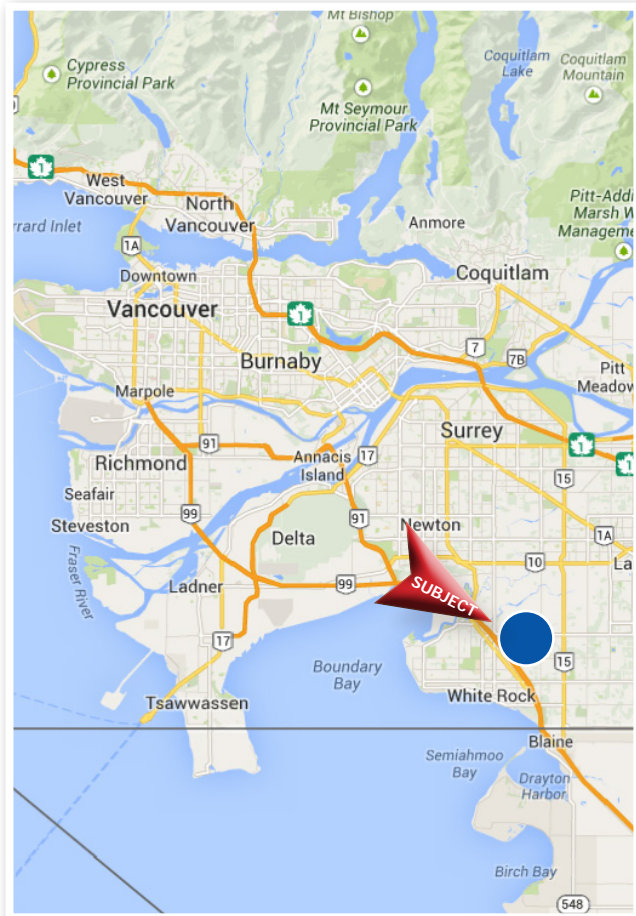 Mt Bishop
Cypress
Provincial Park
Coquitlam
Lake
Coquitlam
Mountain
Mt Seymour
Provincial Park
1
West
Vancouver
North
Vancouver
Pitt-Addi
Marsh W
Manageme
rrard Inlet
Anmore
1A
Downtown
Coquitlam
Vancouver
1
7
7B
Burnaby
Pitt
Meadow
Marpole
Surrey
91
1
Richmond
Annacis
Island
17
1
15
Seafair
99
Steveston
91
Newton
1A
Delta
10
La
Fraser River
Ladner
99
SUBJECT
17
15
Boundary
Bay
White Rock
Tsawwassen
Blaine
Semiahmoo
Bay
Drayton
Harbor
Birch Bay
548